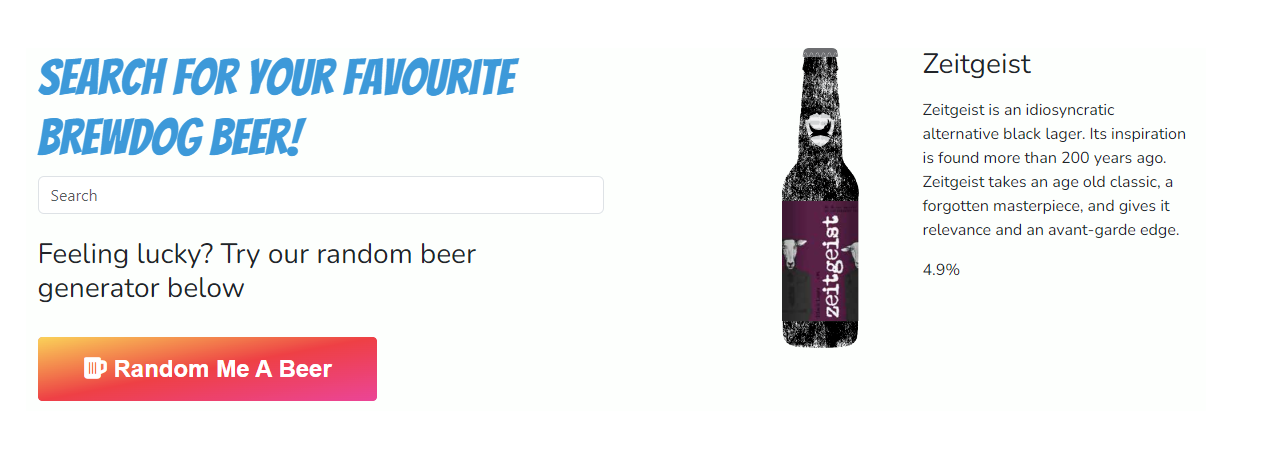 SEARCH FOR YOUR FAVOURITE
BREWDOG BEER!
Search
Feeling lucky? Try our random beer
generator below
Random Me A Beer
zeitgeist
Zeitgeist
Zeitgeist is an idiosyncratic
alternative black lager. Its inspiration
is found more than 200 years ago.
Zeitgeist takes an age old classic, a
forgotten masterpiece, and gives it
relevance and an avant-garde edge.
4.9%